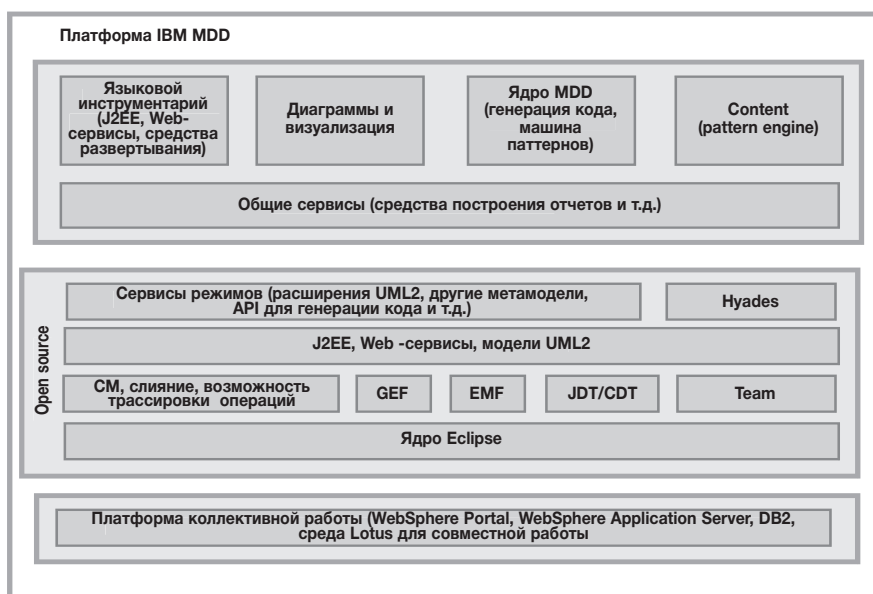 Платформа IBM MDD
Языковой
инструментарий
(J2EE, Web-
сервисы, средства
развертывания)
Диаграммы и
визуализация
Ядро MDD
(генерация кода,
машина
паттернов)
Content
(pattern engine)
Общие сервисы (средства построения отчетов и т.д.)
Open source
Сервисы режимов (расширения UML2, другие метамодели,
API для генерации кода и т.д.)
Hyades
J2EE, Web -сервисы, модели UML2
CM, слияние, возможность
трассировки операций
GEF
EMF
JDT/CDT
Team
Ядро Eclipse
Платформа коллективной работы (WebSphere Portal, WebSphere Application Server, DB2,
среда Lotus для совместной работы